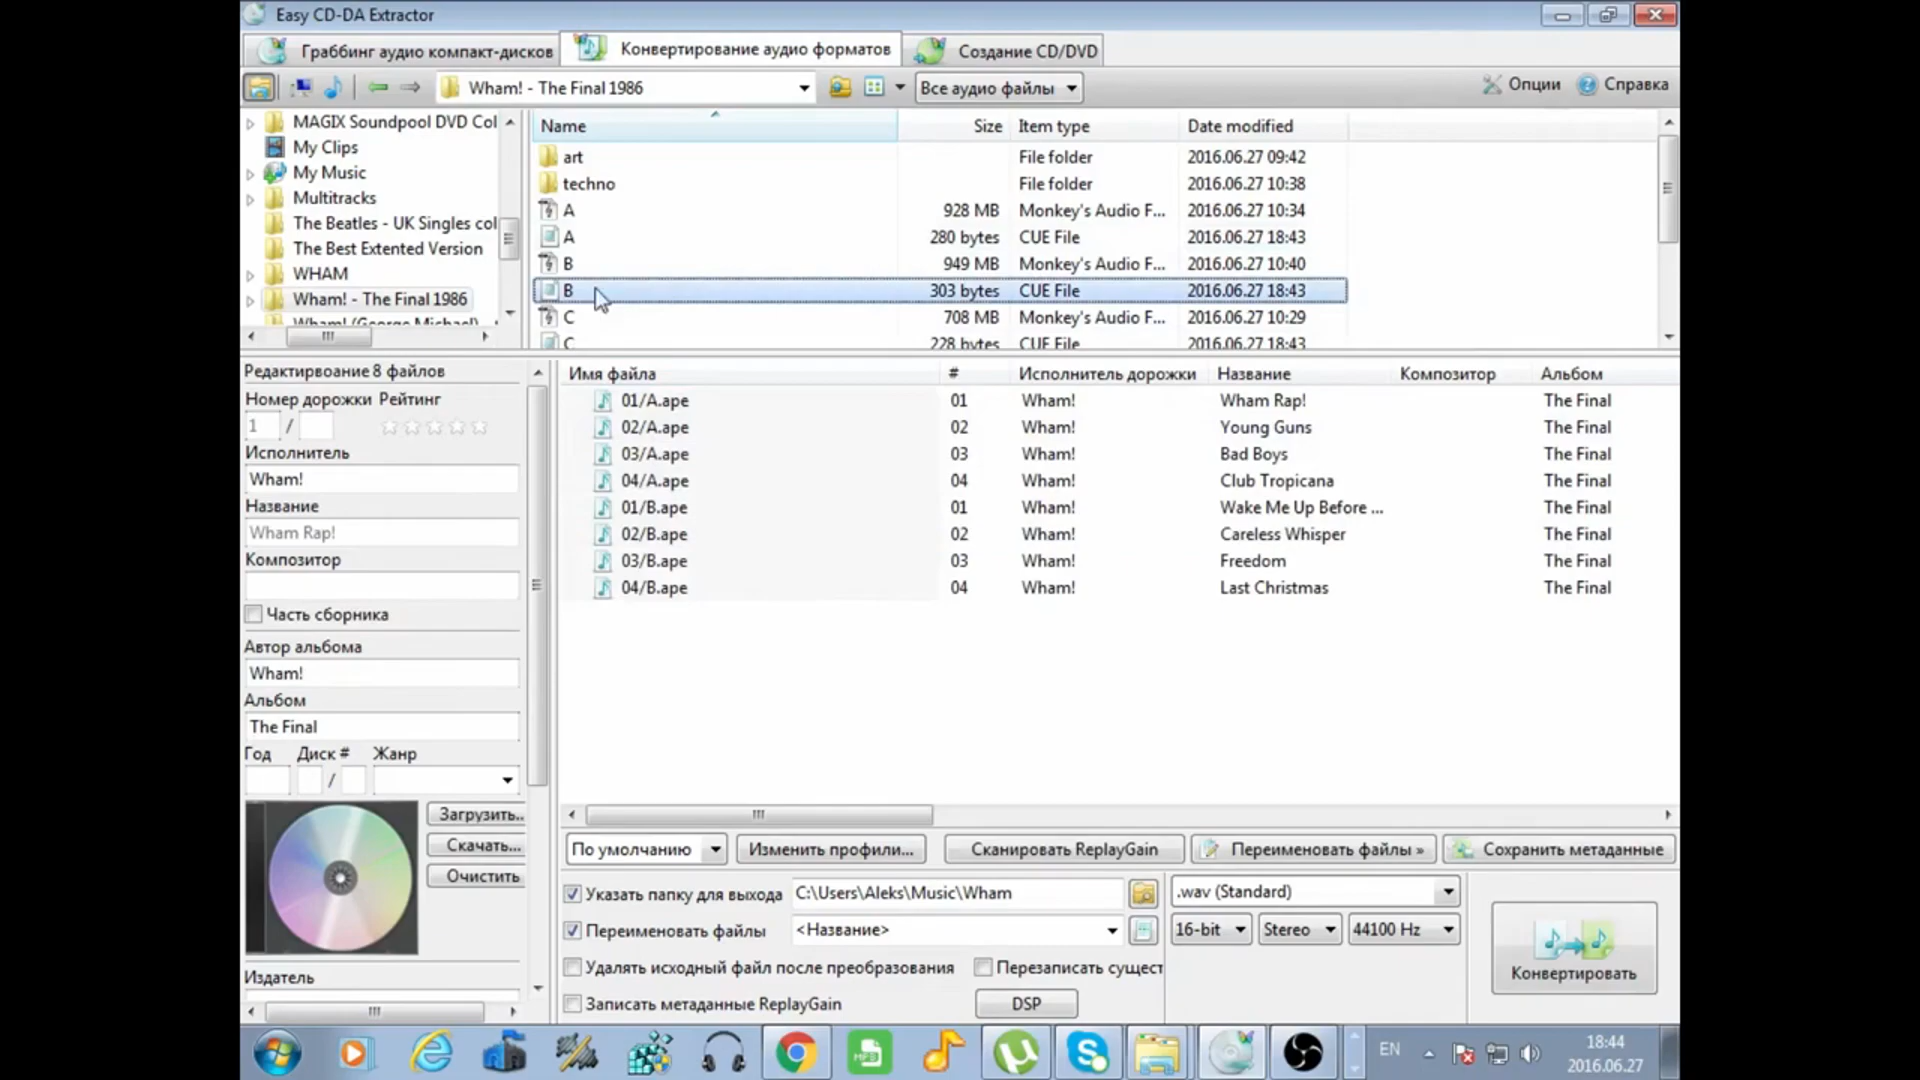 Easy CD-DA Extractor
Граббинг аудио компакт-дисков
Конвертирование аудио форматов
Создание CD/DVD
Wham! - The Final 1986
Все аудио файлы
Опции
Справка
MAGIX Soundpool DVD Col
My Clips
My Music
Multitracks
The Beatles - UK Singles col
The Best Extented Version
WHAM
Wham! - The Final 1986
Wham! (George Michael)
Name Size Item type Date modified
art File folder 2016.06.27 09:42
techno File folder 2016.06.27 10:38
A 928 MB Monkey's Audio F... 2016.06.27 10:34
A 280 bytes CUE File 2016.06.27 18:43
B 949 MB Monkey's Audio F... 2016.06.27 10:40
B 303 bytes CUE File 2016.06.27 18:43
C 708 MB Monkey's Audio F... 2016.06.27 10:29
C 228 bytes CUE File 2016.06.27 18:43
Редактирвоание 8 файлов
Номер дорожки Рейтинг
1 /
Исполнитель
Wham!
Название
Wham Rap!
Композитор
Часть сборника
Автор альбома
Wham!
Альбом
The Final
Год Диск # Жанр
/
Загрузить..
Скачать...
Очистить
Издатель
Имя файла # Исполнитель дорожки Название Композитор Альбом
01/A.ape 01 Wham! Wham Rap! The Final
02/A.ape 02 Wham! Young Guns The Final
03/A.ape 03 Wham! Bad Boys The Final
04/A.ape 04 Wham! Club Tropicana The Final
01/B.ape 01 Wham! Wake Me Up Before ... The Final
02/B.ape 02 Wham! Careless Whisper The Final
03/B.ape 03 Wham! Freedom The Final
04/B.ape 04 Wham! Last Christmas The Final
По умолчанию Изменить профили... Сканировать ReplayGain Переименовать файлы » Сохранить метаданные
Указать папку для выхода C:\Users\Aleks\Music\Wham .wav (Standard)
Переименовать файлы <Название> 16-bit Stereo 44100 Hz
Удалять исходный файл после преобразования Перезаписать сущест
Записать метаданные ReplayGain DSP
Конвертировать
EN
18:44
2016.06.27